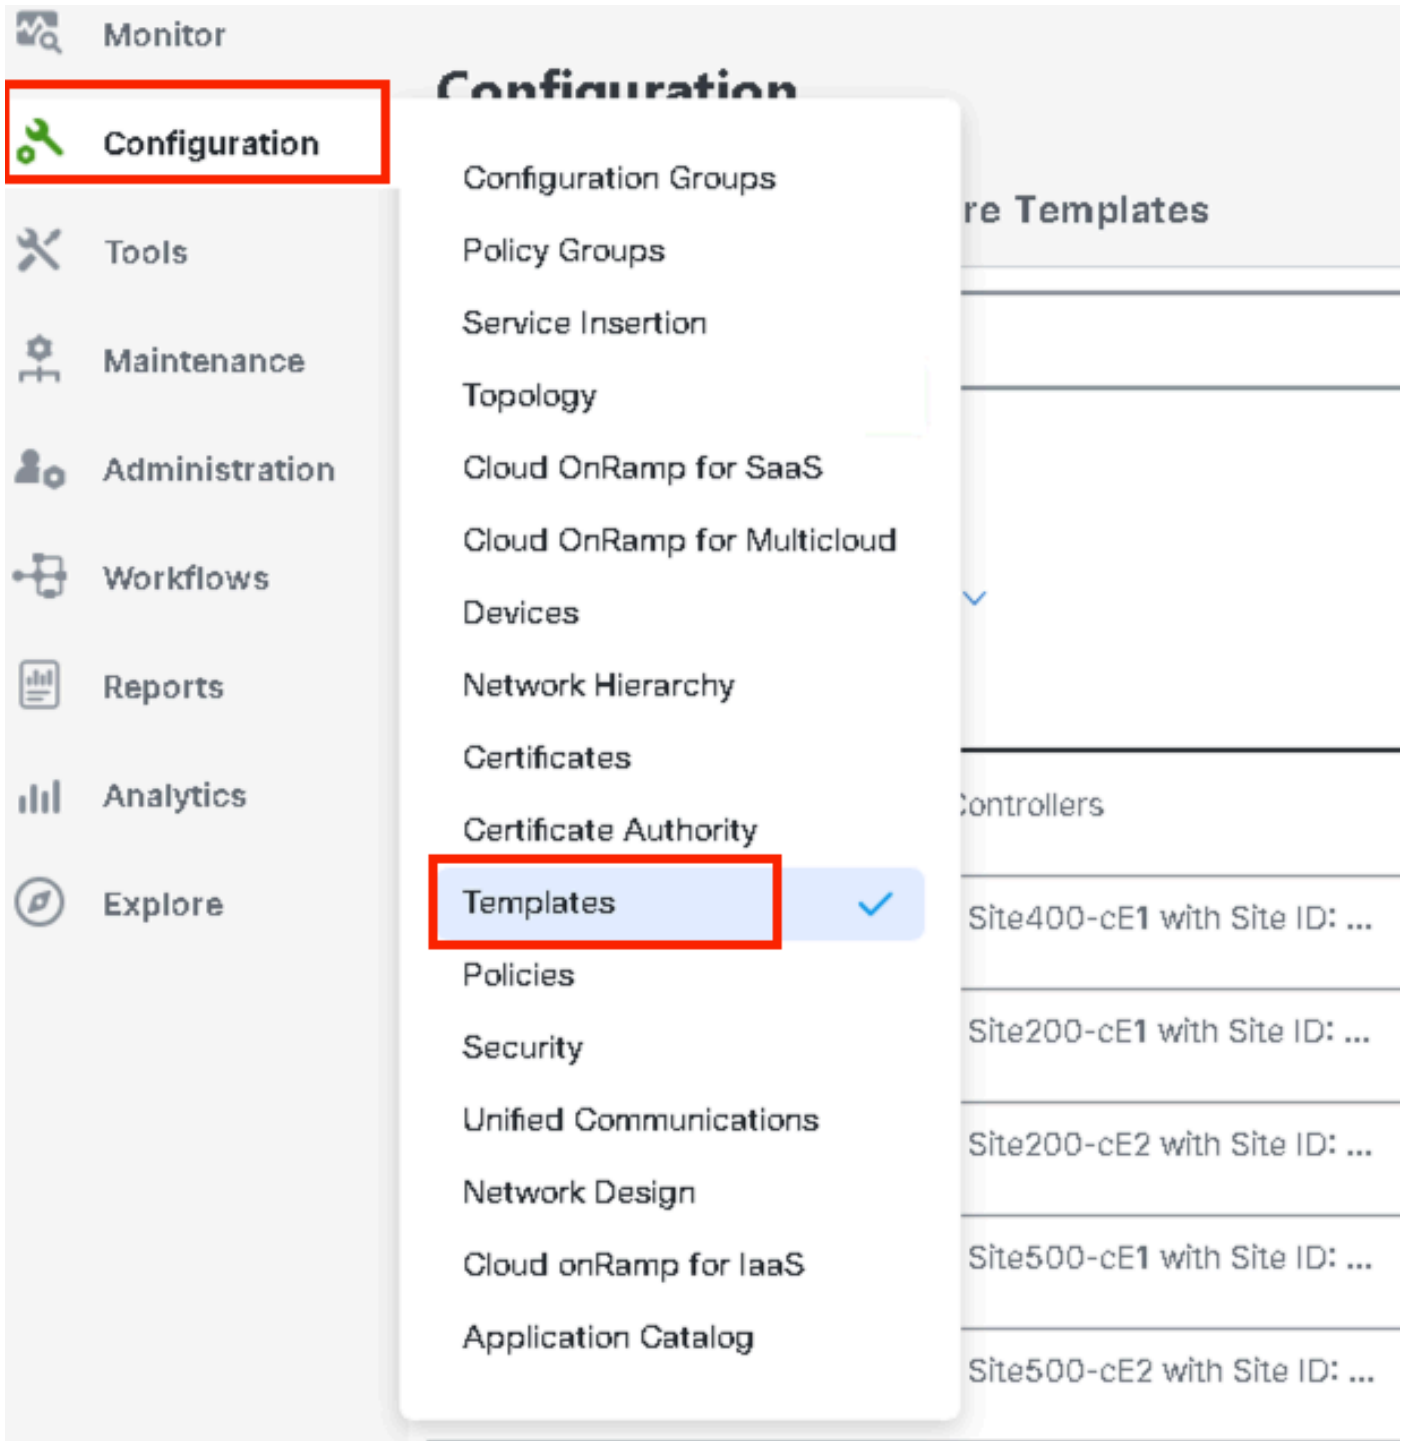 Monitor
Configuration
Tools
Maintenance
Administration
Workflows
Reports
Analytics
Explore
Configuration
Configuration Groups
Policy Groups
Service Insertion
Topology
Cloud OnRamp for SaaS
Cloud OnRamp for Multicloud
Devices
Network Hierarchy
Certificates
Certificate Authority
Templates
Policies
Security
Unified Communications
Network Design
Cloud onRamp for IaaS
Application Catalog
re Templates
Controllers
Site400-cE1 with Site ID: ...
Site200-cE1 with Site ID: ...
Site200-cE2 with Site ID: ...
Site500-cE1 with Site ID: ...
Site500-cE2 with Site ID: ...